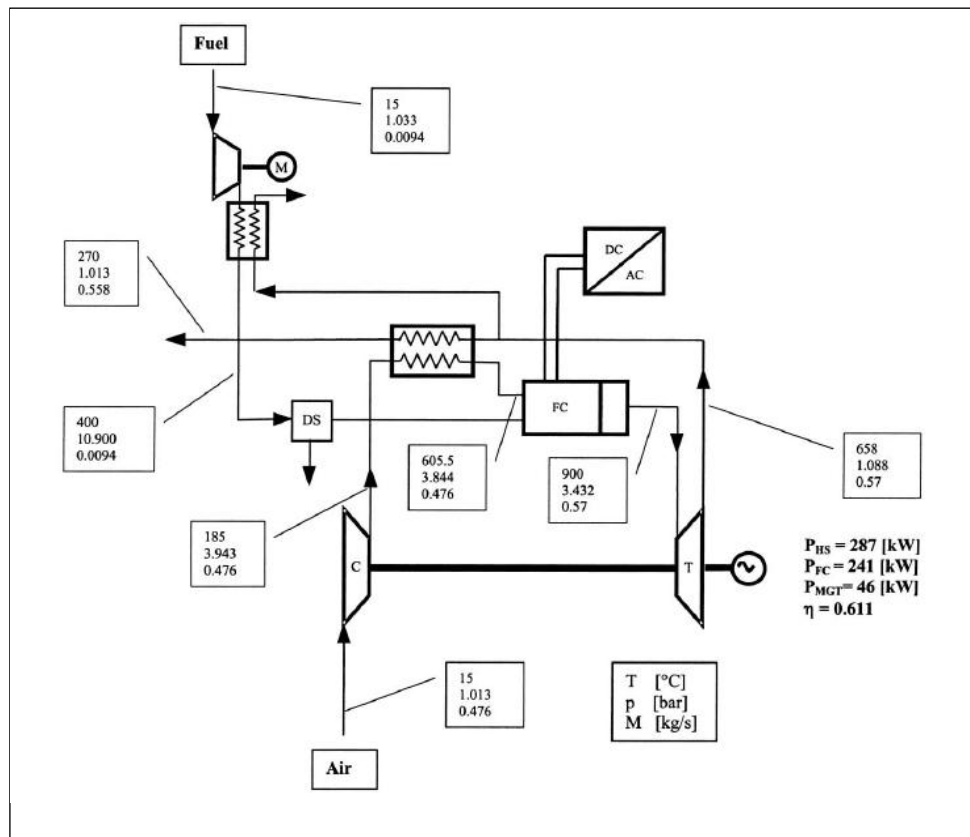 Fuel
15
1.033
0.0094
M
270
1.013
0.558
DC
AC
400
10.900
0.0094
DS
FC
605.5
3.844
0.476
900
3.432
0.57
658
1.088
0.57
185
3.943
0.476
C
T
P_HS = 287 [kW]
P_FC = 241 [kW]
P_MGT= 46 [kW]
η = 0.611
15
1.013
0.476
T [°C]
p [bar]
M [kg/s]
Air